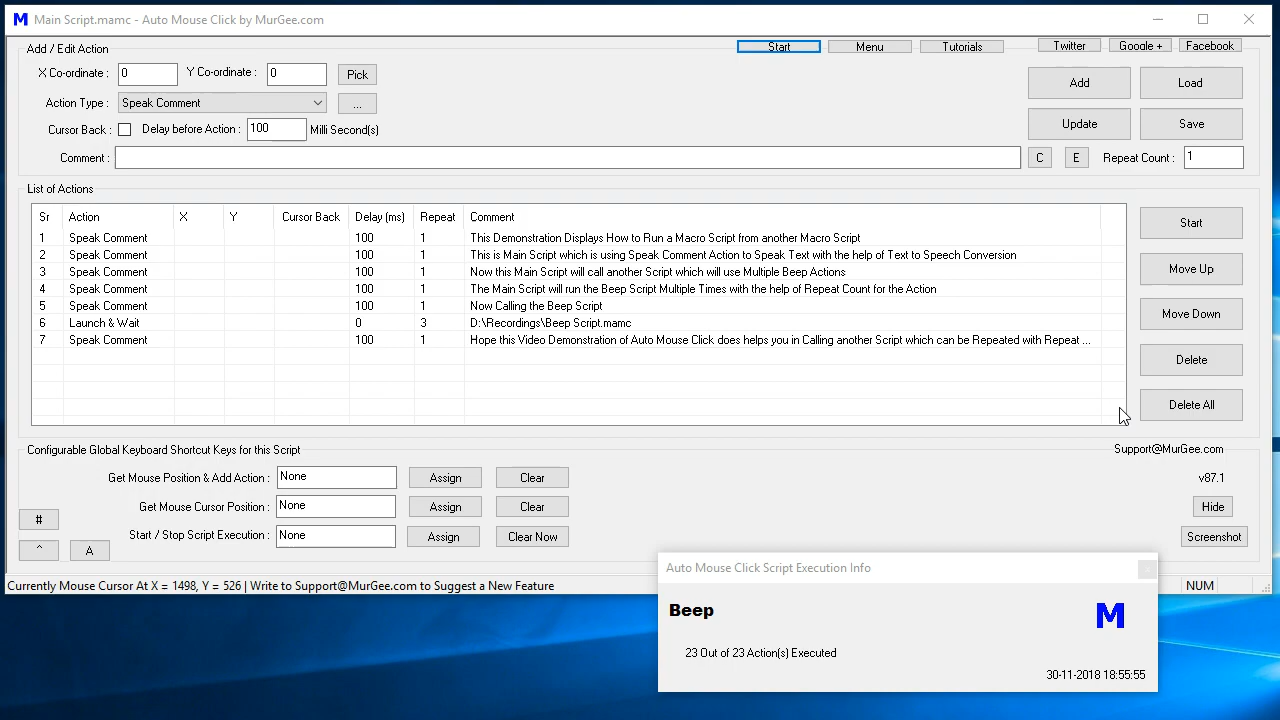 M Main Script.mamc - Auto Mouse Click by MurGee.com
Add / Edit Action
Start Menu Tutorials Twitter Google + Facebook
X Co-ordinate : 0 Y Co-ordinate : 0 Pick
Add Load
Action Type : Speak Comment ...
Cursor Back : Delay before Action : 100 Milli Second(s)
Update Save
Comment : C E Repeat Count : 1
List of Actions
Sr Action X Y Cursor Back Delay (ms) Repeat Comment
1 Speak Comment 100 1 This Demonstration Displays How to Run a Macro Script from another Macro Script
2 Speak Comment 100 1 This is Main Script which is using Speak Comment Action to Speak Text with the help of Text to Speech Conversion
3 Speak Comment 100 1 Now this Main Script will call another Script which will use Multiple Beep Actions
4 Speak Comment 100 1 The Main Script will run the Beep Script Multiple Times with the help of Repeat Count for the Action
5 Speak Comment 100 1 Now Calling the Beep Script
6 Launch & Wait 0 3 D:\Recordings\Beep Script.mamc
7 Speak Comment 100 1 Hope this Video Demonstration of Auto Mouse Click does helps you in Calling another Script which can be Repeated with Repeat ...
Start
Move Up
Move Down
Delete
Delete All
Configurable Global Keyboard Shortcut Keys for this Script
Support@MurGee.com
Get Mouse Position & Add Action : None Assign Clear
v87.1
Get Mouse Cursor Position : None Assign Clear
Hide
#
Start / Stop Script Execution : None Assign Clear Now
Screenshot
^ A
Currently Mouse Cursor At X = 1498, Y = 526 | Write to Support@MurGee.com to Suggest a New Feature
NUM
Auto Mouse Click Script Execution Info
Beep
M
23 Out of 23 Action(s) Executed
30-11-2018 18:55:55